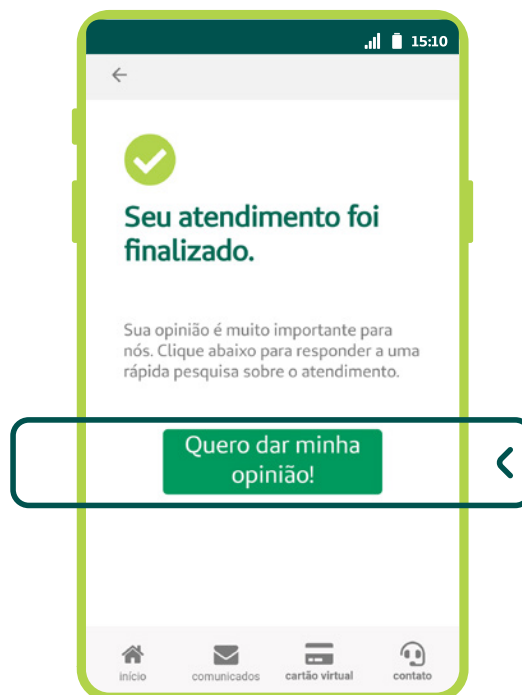 15:10
Seu atendimento foi
finalizado.
Sua opinião é muito importante para
nós. Clique abaixo para responder a uma
rápida pesquisa sobre o atendimento.
Quero dar minha
opinião!
início
comunicados
cartão virtual
contato